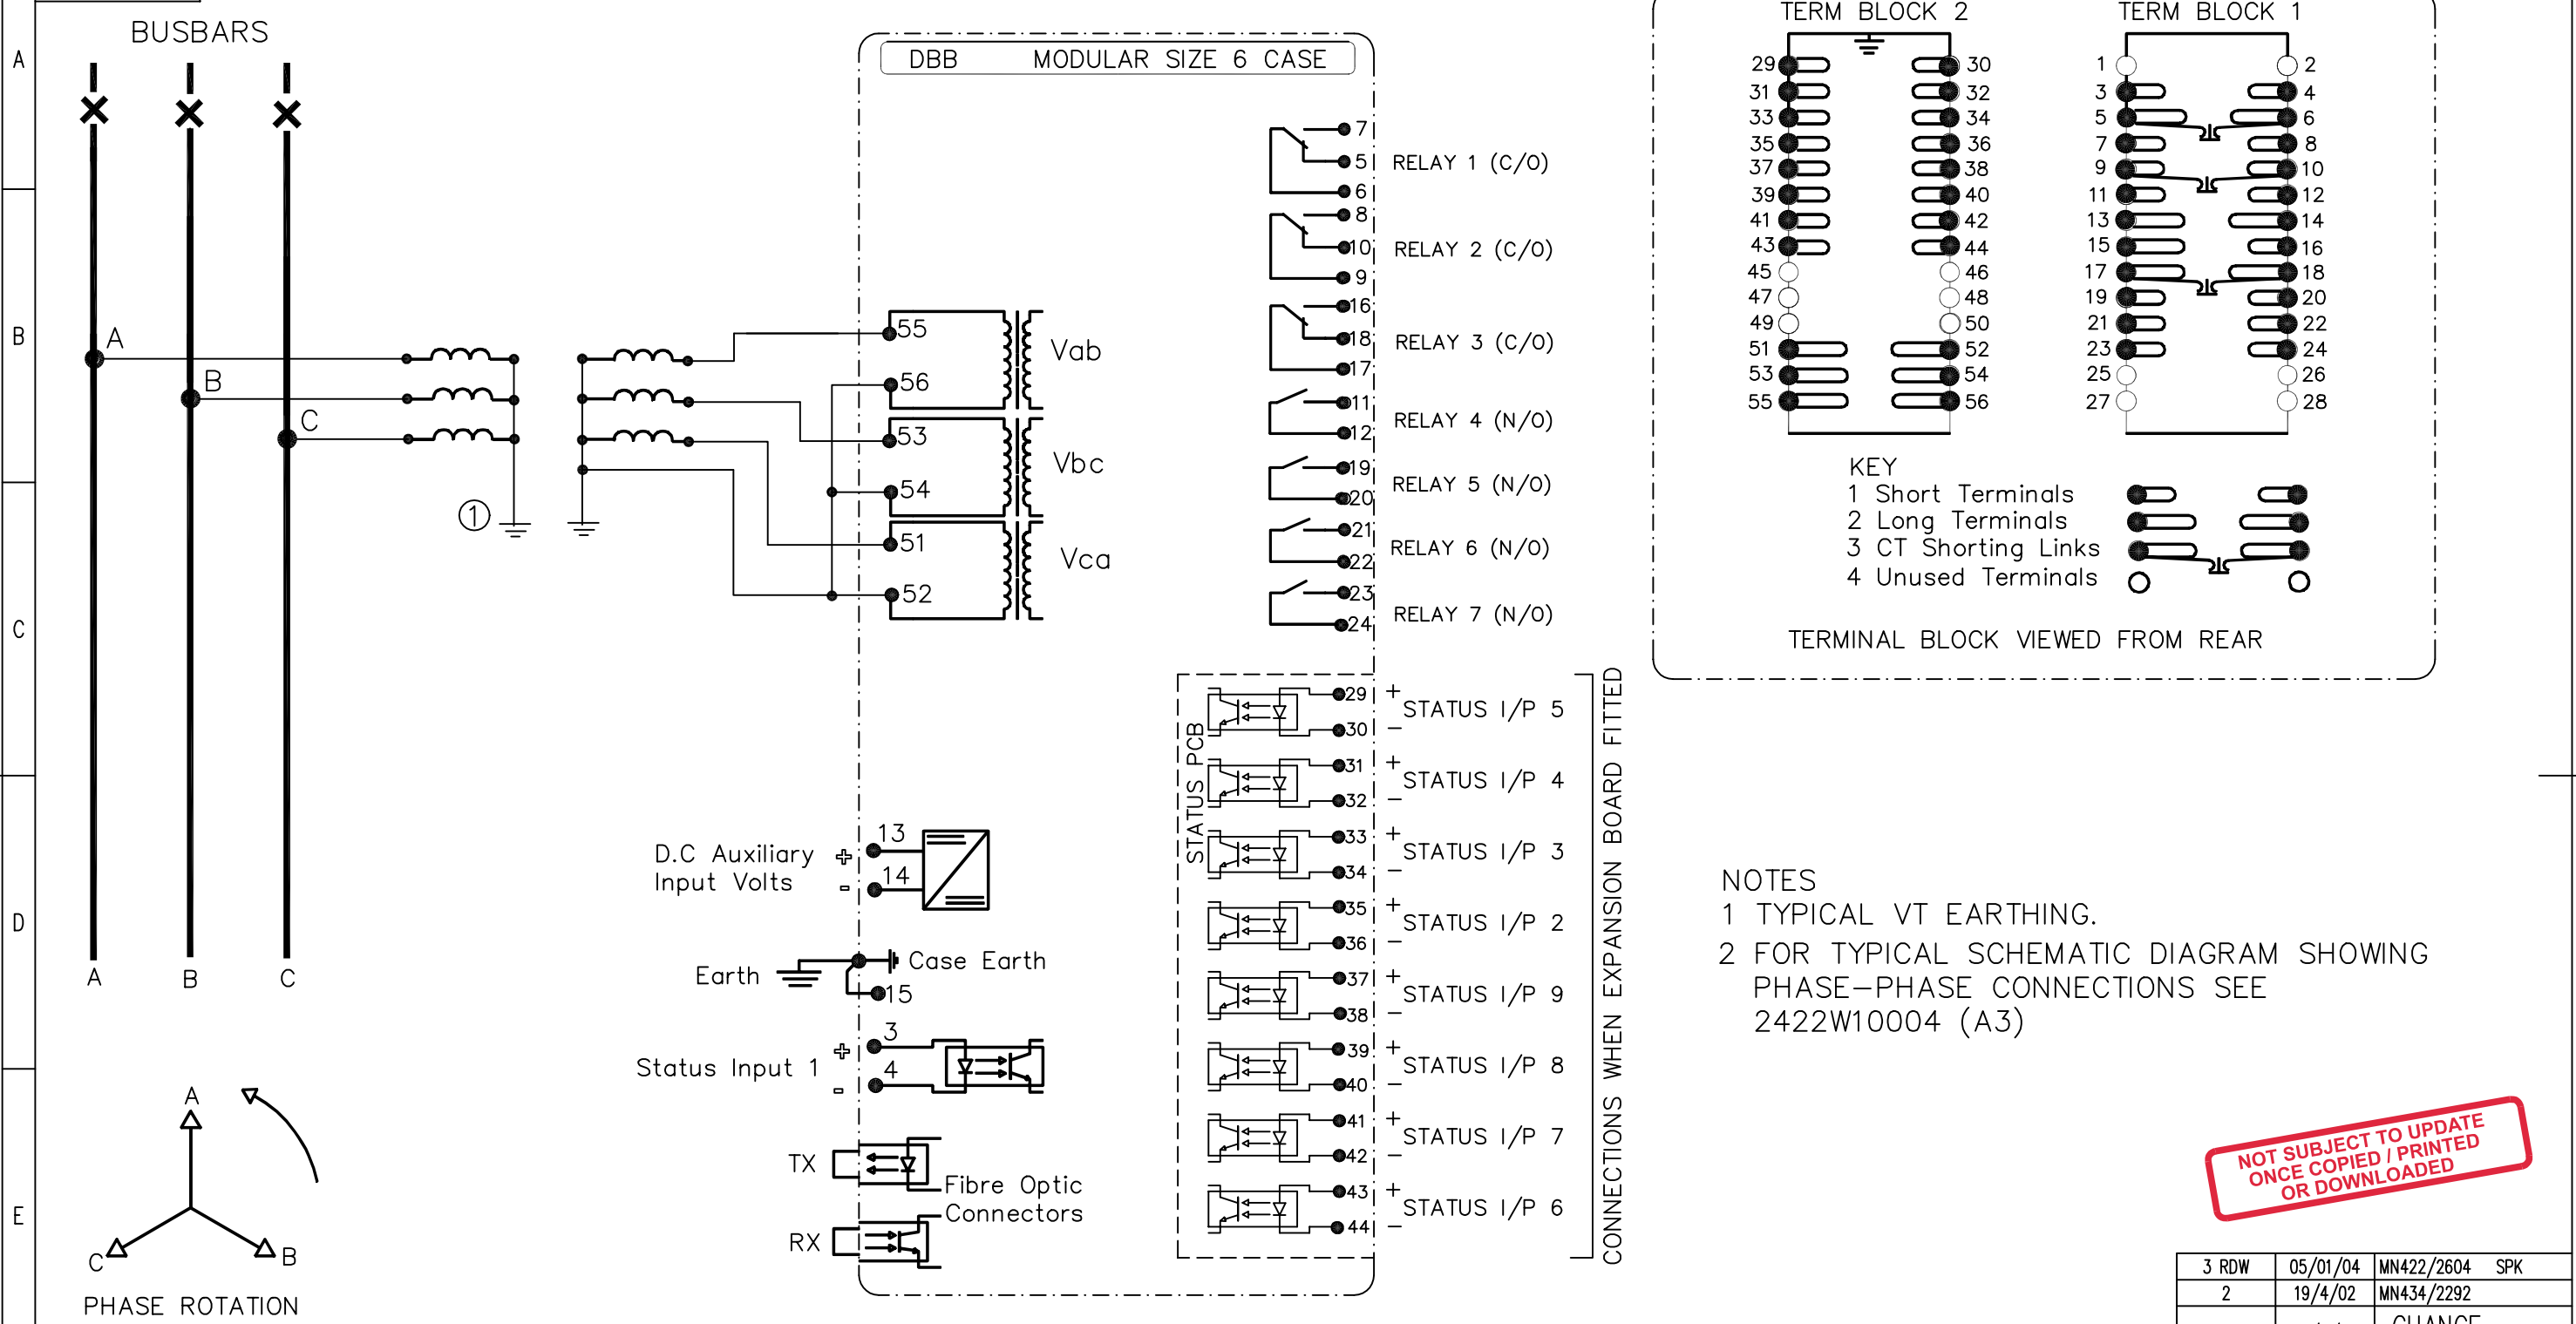 BUSBARS
A
B
C
D
E
A
B
C
A
B
C
1
A
C
B
PHASE ROTATION
DBB MODULAR SIZE 6 CASE
55
56
Vab
53
54
Vbc
51
52
Vca
D.C Auxiliary
Input Volts
+
-
13
14
Earth
Case Earth
15
Status Input 1
+
-
3
4
TX
RX
Fibre Optic
Connectors
7
5 RELAY 1 (C/O)
6
8
10 RELAY 2 (C/O)
9
16
18 RELAY 3 (C/O)
17
11
RELAY 4 (N/O)
12
19
RELAY 5 (N/O)
20
21
RELAY 6 (N/O)
22
23
RELAY 7 (N/O)
24
STATUS PCB
29 +
STATUS I/P 5
30 –
31 +
STATUS I/P 4
32 –
33 +
STATUS I/P 3
34 –
35 +
STATUS I/P 2
36 –
37 +
STATUS I/P 9
38 –
39 +
STATUS I/P 8
40 –
41 +
STATUS I/P 7
42 –
43 +
STATUS I/P 6
44 –
CONNECTIONS WHEN EXPANSION BOARD FITTED
TERM BLOCK 2
29 30
31 32
33 34
35 36
37 38
39 40
41 42
43 44
45 46
47 48
49 50
51 52
53 54
55 56
TERM BLOCK 1
1 2
3 4
5 6
7 8
9 10
11 12
13 14
15 16
17 18
19 20
21 22
23 24
25 26
27 28
KEY
1 Short Terminals
2 Long Terminals
3 CT Shorting Links
4 Unused Terminals
TERMINAL BLOCK VIEWED FROM REAR
NOTES
1 TYPICAL VT EARTHING.
2 FOR TYPICAL SCHEMATIC DIAGRAM SHOWING
PHASE–PHASE CONNECTIONS SEE
2422W10004 (A3)
NOT SUBJECT TO UPDATE
ONCE COPIED / PRINTED
OR DOWNLOADED
3 RDW 05/01/04 MN422/2604 SPK
2 19/4/02 MN434/2292
CHANGE